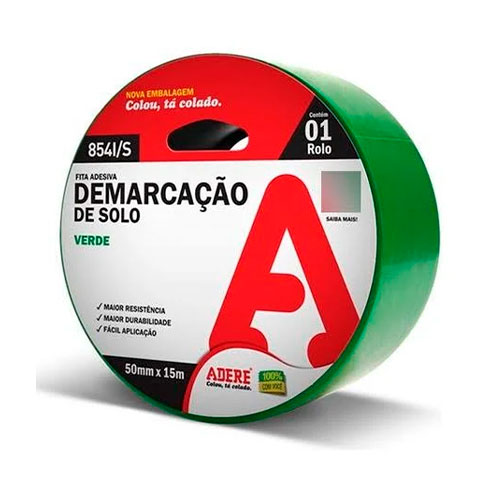 NOVA EMBALAGEM
Colou, tá colado.
Contém
01
Rolo
854I/S
FITA ADESIVA
DEMARCAÇÃO
DE SOLO
VERDE
SAIBA MAIS!
MAIOR RESISTÊNCIA
MAIOR DURABILIDADE
FÁCIL APLICAÇÃO
50mm x 15m
ADERE
Colou, tá colado.
100%
COM VOCÊ